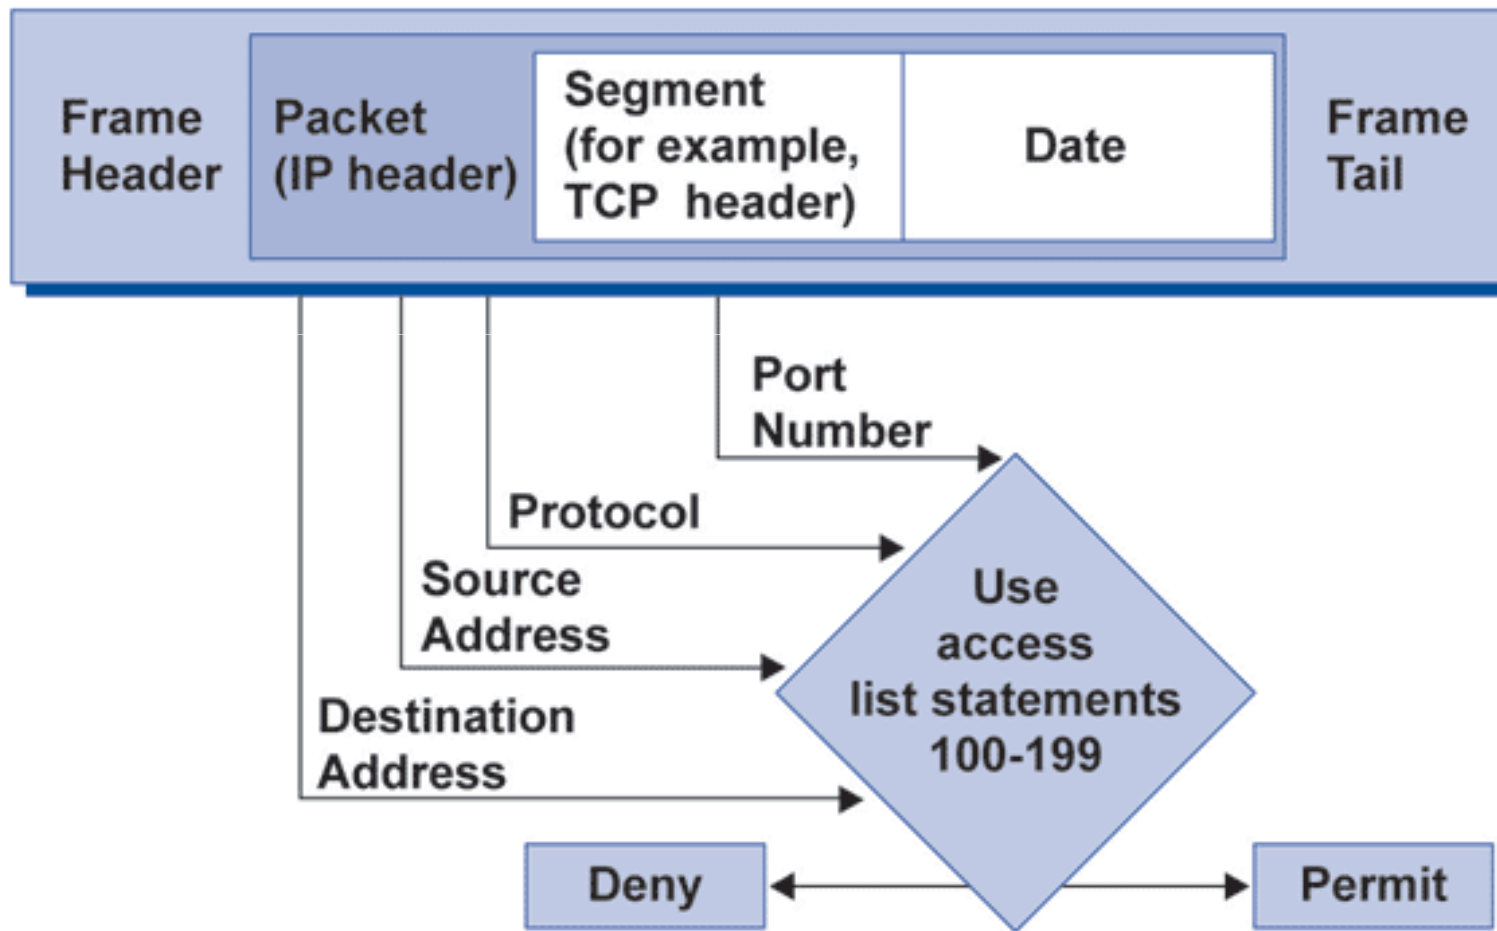 Frame
Header
Packet
(IP header)
Segment
(for example,
TCP header)
Date
Frame
Tail
Port
Number
Protocol
Source
Address
Destination
Address
Use
access
list statements
100-199
Deny
Permit